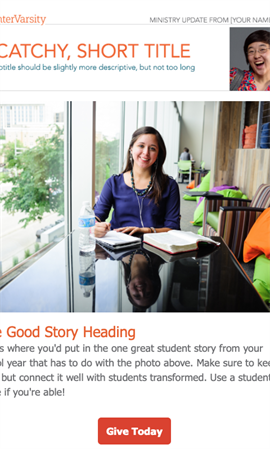 nterVarsity
MINISTRY UPDATE FROM [YOUR NAM
CATCHY, SHORT TITLE
btitle should be slightly more descriptive, but not too long
e Good Story Heading
s where you'd put in the one great student story from your
ol year that has to do with the photo above. Make sure to kee
but connect it well with students transformed. Use a student
e if you're able!
Give Today